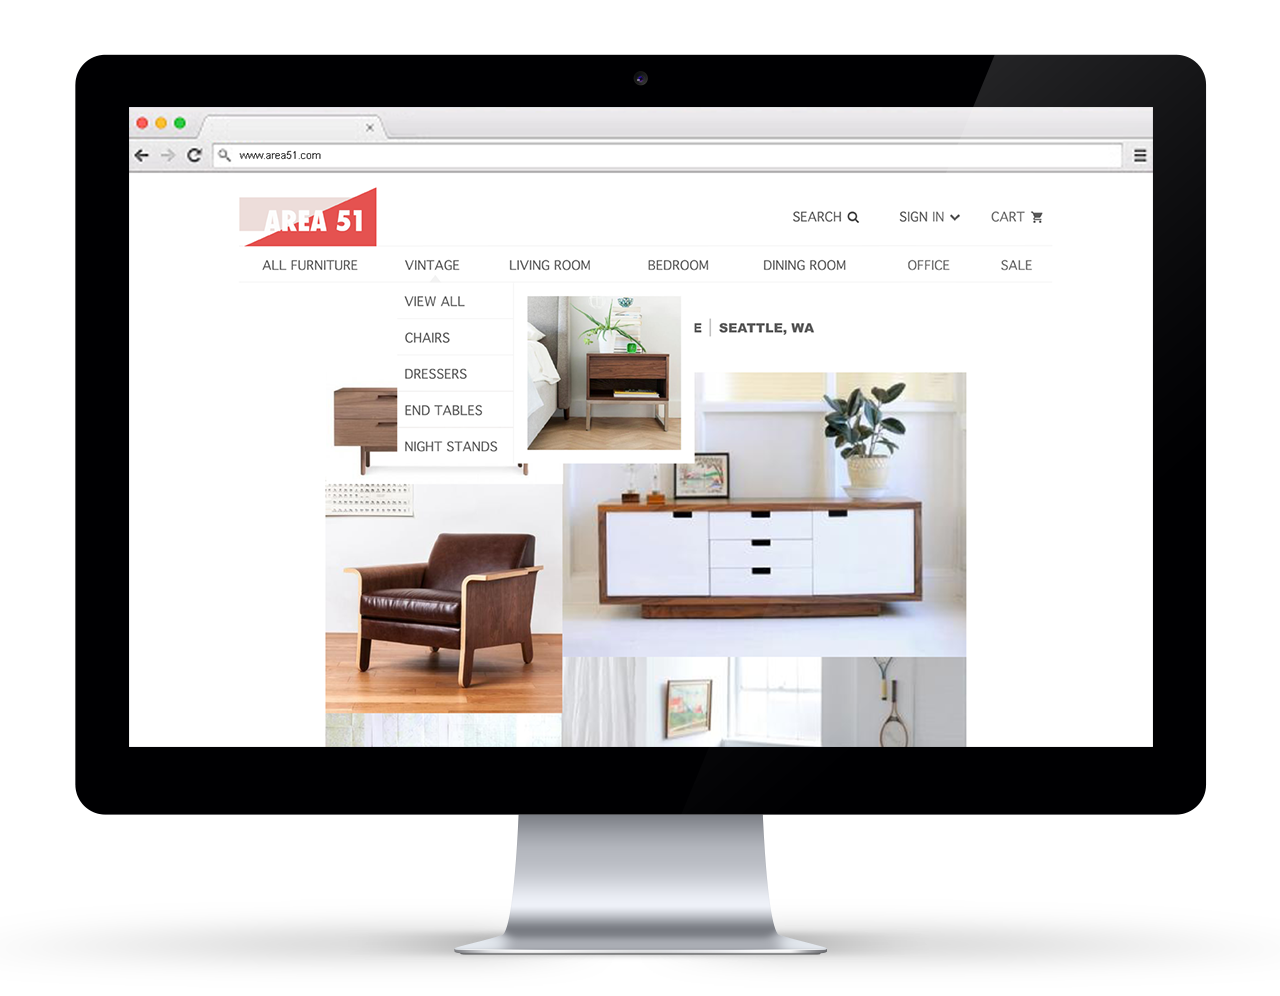 www.area51.com
AREA 51
SEARCH
SIGN IN
CART
ALL FURNITURE
VINTAGE
LIVING ROOM
BEDROOM
DINING ROOM
OFFICE
SALE
VIEW ALL
CHAIRS
DRESSERS
END TABLES
NIGHT STANDS
E | SEATTLE, WA